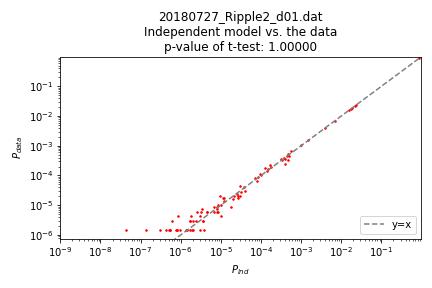 20180727_Ripple2_d01.dat
Independent model vs. the data
p-value of t-test: 1.00000
10⁻¹
10⁻²
10⁻³
10⁻⁴
10⁻⁵
10⁻⁶
P_data
y=x
10⁻⁹ 10⁻⁸ 10⁻⁷ 10⁻⁶ 10⁻⁵ 10⁻⁴ 10⁻³ 10⁻² 10⁻¹
P_ind